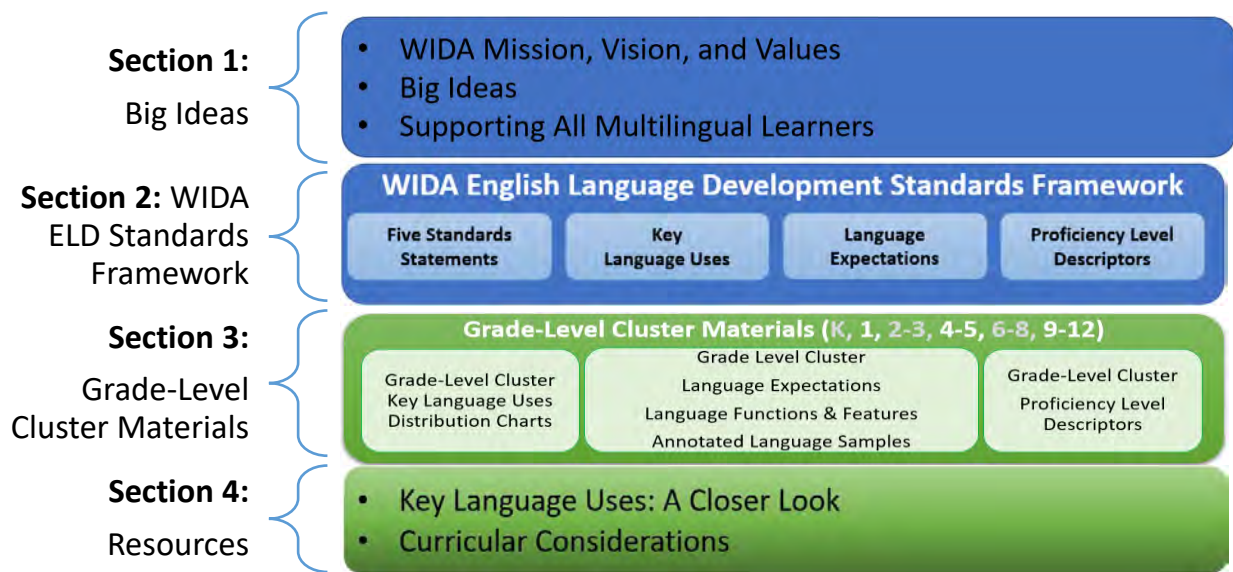 Section 1:
Big Ideas
• WIDA Mission, Vision, and Values
• Big Ideas
• Supporting All Multilingual Learners
Section 2: WIDA
ELD Standards
Framework
WIDA English Language Development Standards Framework
Five Standards
Statements
Key
Language Uses
Language
Expectations
Proficiency Level
Descriptors
Section 3:
Grade-Level
Cluster Materials
Grade-Level Cluster Materials (K, 1, 2-3, 4-5, 6-8, 9-12)
Grade-Level Cluster
Key Language Uses
Distribution Charts
Grade Level Cluster
Language Expectations
Language Functions & Features
Annotated Language Samples
Grade-Level Cluster
Proficiency Level
Descriptors
Section 4:
Resources
• Key Language Uses: A Closer Look
• Curricular Considerations